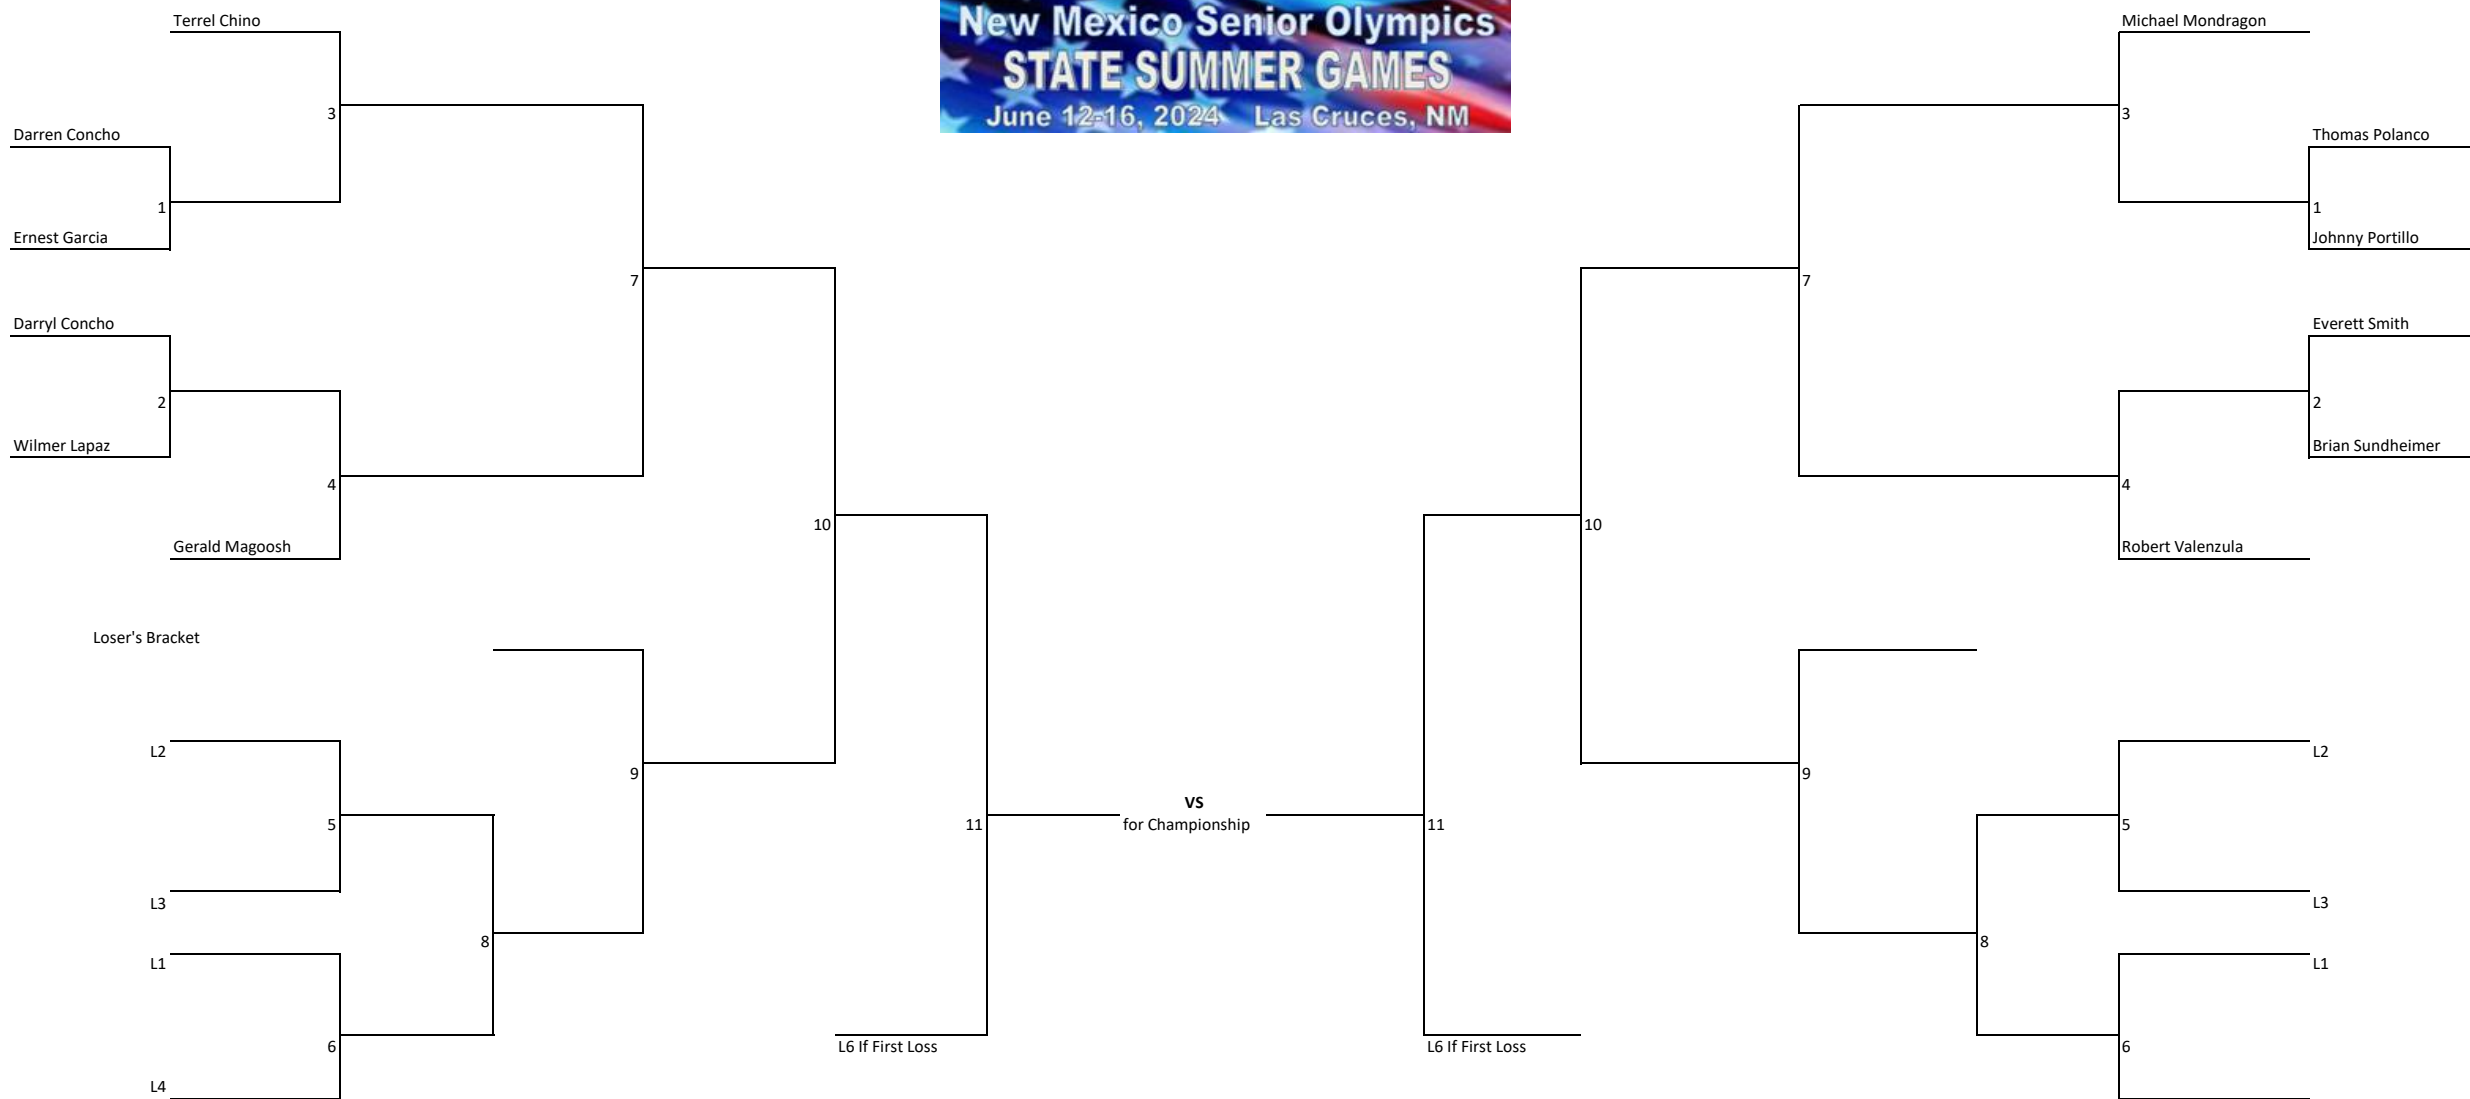 Terrel Chino
New Mexico Senior Olympics
STATE SUMMER GAMES
June 12-16, 2024 Las Cruces, NM
Michael Mondragon
3
3
Darren Concho
Thomas Polanco
1
1
Ernest Garcia
Johnny Portillo
7
7
Darryl Concho
Everett Smith
2
2
Wilmer Lapaz
Brian Sundheimer
4
4
10
10
Gerald Magoosh
Robert Valenzula
Loser's Bracket
L2
L2
9
9
VS
for Championship
5
11
11
5
L3
L3
8
8
L1
L1
6
L6 If First Loss
L6 If First Loss
6
L4